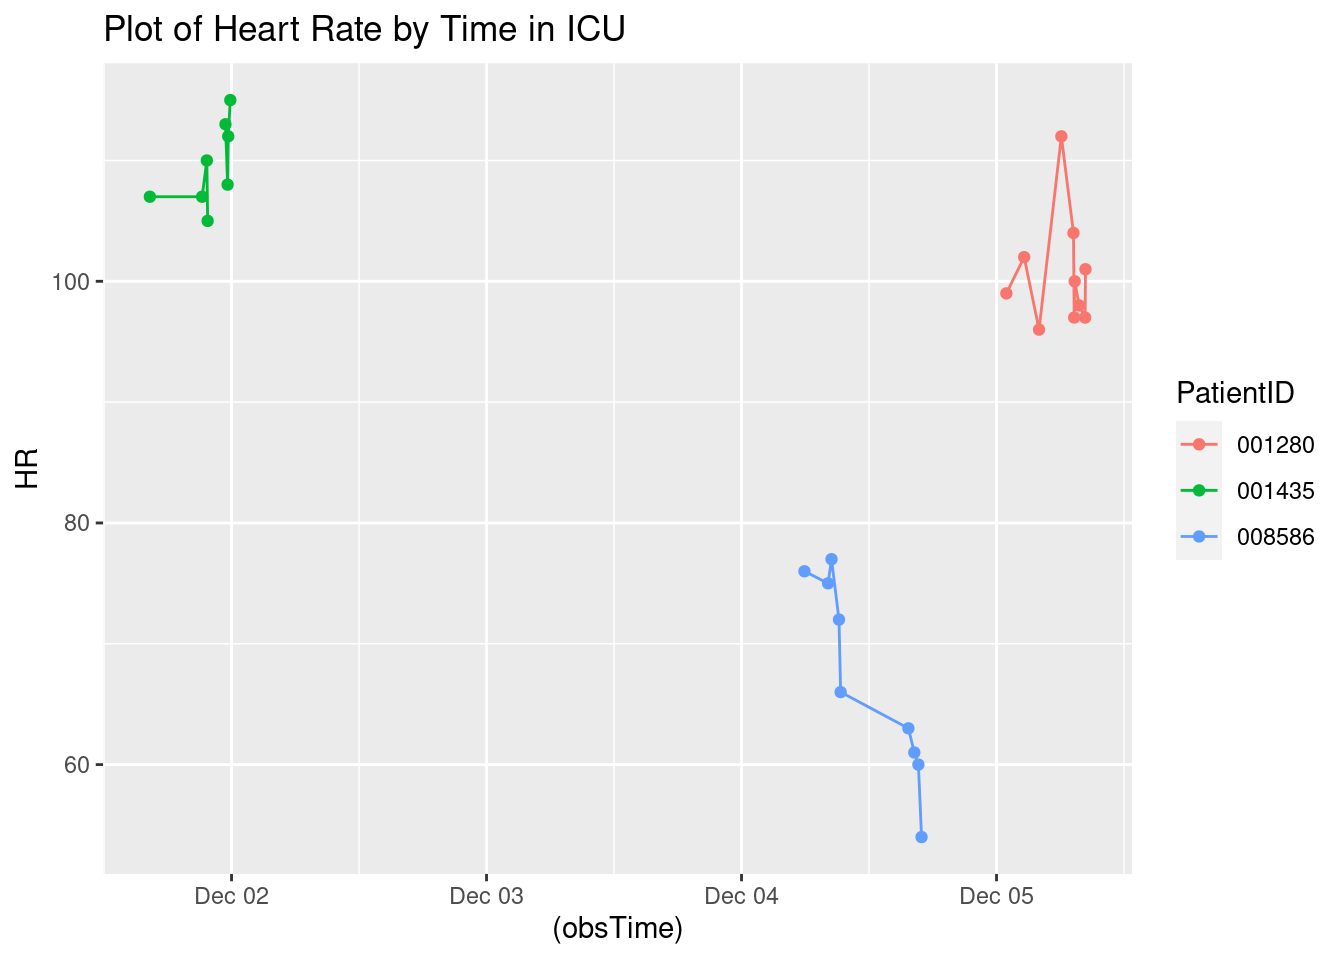 Plot of Heart Rate by Time in ICU
HR
100
80
60
Dec 02
Dec 03
Dec 04
Dec 05
(obsTime)
PatientID
001280
001435
008586